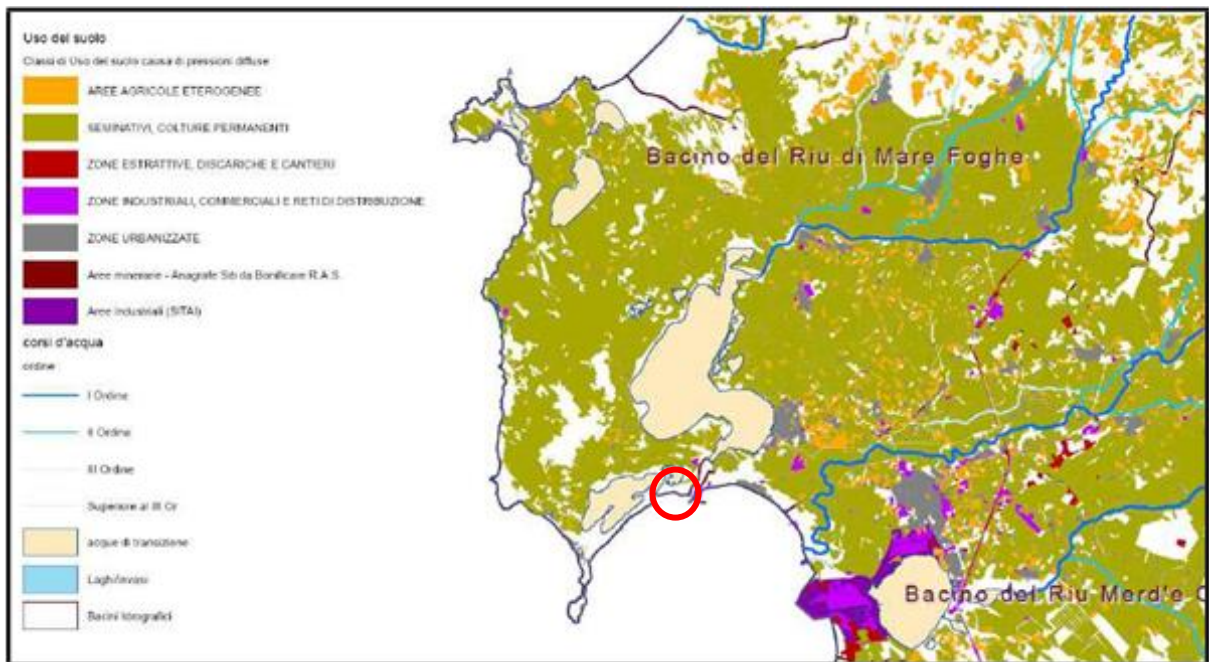 Uso del suolo
Classi di Uso del suolo causa di pressioni diffuse
AREE AGRICOLE ETEROGENEE
SEMINATIVI, COLTURE PERMANENTI
ZONE ESTRATTIVE, DISCARICHE E CANTIERI
ZONE INDUSTRIALI, COMMERCIALI E RETI DI DISTRIBUZIONE
ZONE URBANIZZATE
Aree minerarie - Anagrafe Siti da Bonificare R.A.S.
Aree Industriali (SITAI)
corsi d'acqua
ordine
I Ordine
II Ordine
III Ordine
Superiore al III Or
acque di transizione
Laghi/invasi
Bacini Idrografici
Bacino del Riu di Mare Foghe
Bacino del Riu Merd'e